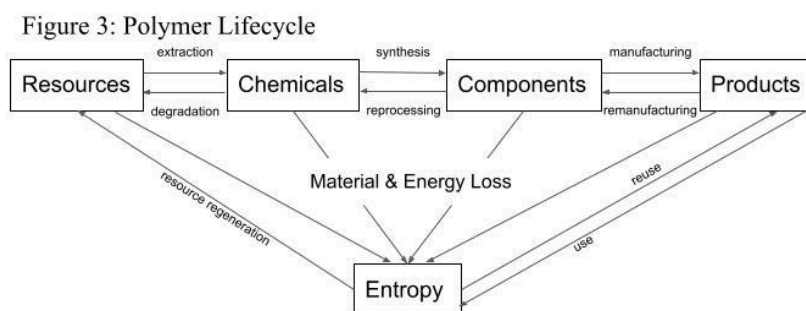 Figure 3: Polymer Lifecycle
extraction
synthesis
manufacturing
Resources
Chemicals
Components
Products
degradation
reprocessing
remanufacturing
Material & Energy Loss
resource regeneration
reuse
use
Entropy